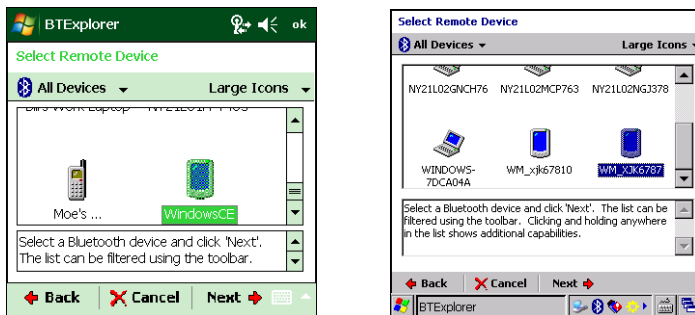 BTExplorer
ok
Select Remote Device
All Devices
Large Icons
Moe's ...
WindowsCE
Select a Bluetooth device and click 'Next'.
The list can be filtered using the toolbar.
Back
Cancel
Next
Select Remote Device
All Devices
Large Icons
NY21L02GNCH76
NY21L02MCP763
NY21L02NGJ378
WINDOWS-
7DCA04A
WM_xjk67810
WM_XJK6787
Select a Bluetooth device and click 'Next'. The list can be
filtered using the toolbar. Clicking and holding anywhere
in the list shows additional capabilities.
Back
Cancel
Next
BTExplorer